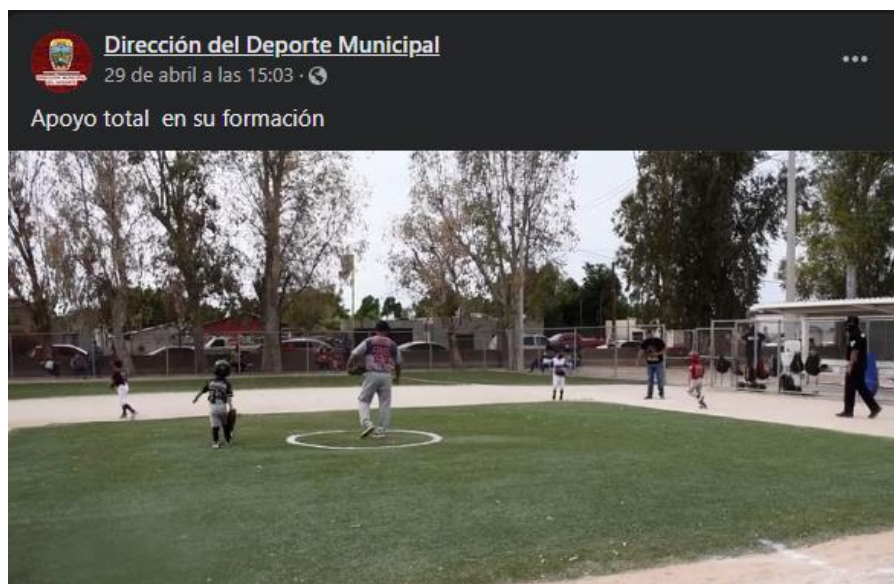 Dirección del Deporte Municipal
29 de abril a las 15:03 ·
Apoyo total en su formación